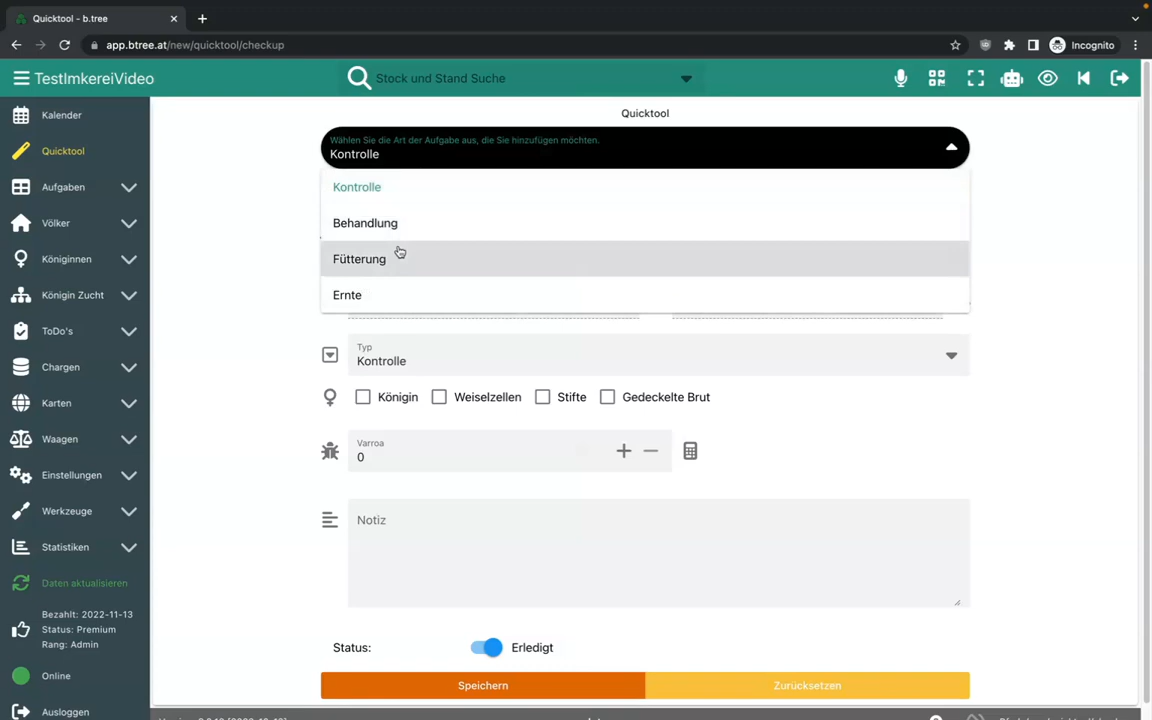 Quicktool - b.tree
app.btree.at/new/quicktool/checkup
Incognito
TestImkereiVideo
Stock und Stand Suche
Kalender
Quicktool
Aufgaben
Völker
Königinnen
Königin Zucht
ToDo's
Chargen
Karten
Waagen
Einstellungen
Werkzeuge
Statistiken
Daten aktualisieren
Bezahlt: 2022-11-13
Status: Premium
Rang: Admin
Online
Ausloggen
Quicktool
Wählen Sie die Art der Aufgabe aus, die Sie hinzufügen möchten.
Kontrolle
Kontrolle
Behandlung
Fütterung
Ernte
Typ
Kontrolle
Königin Weiselzellen Stifte Gedeckelte Brut
Varroa
0
Notiz
Status: Erledigt
Speichern Zurücksetzen